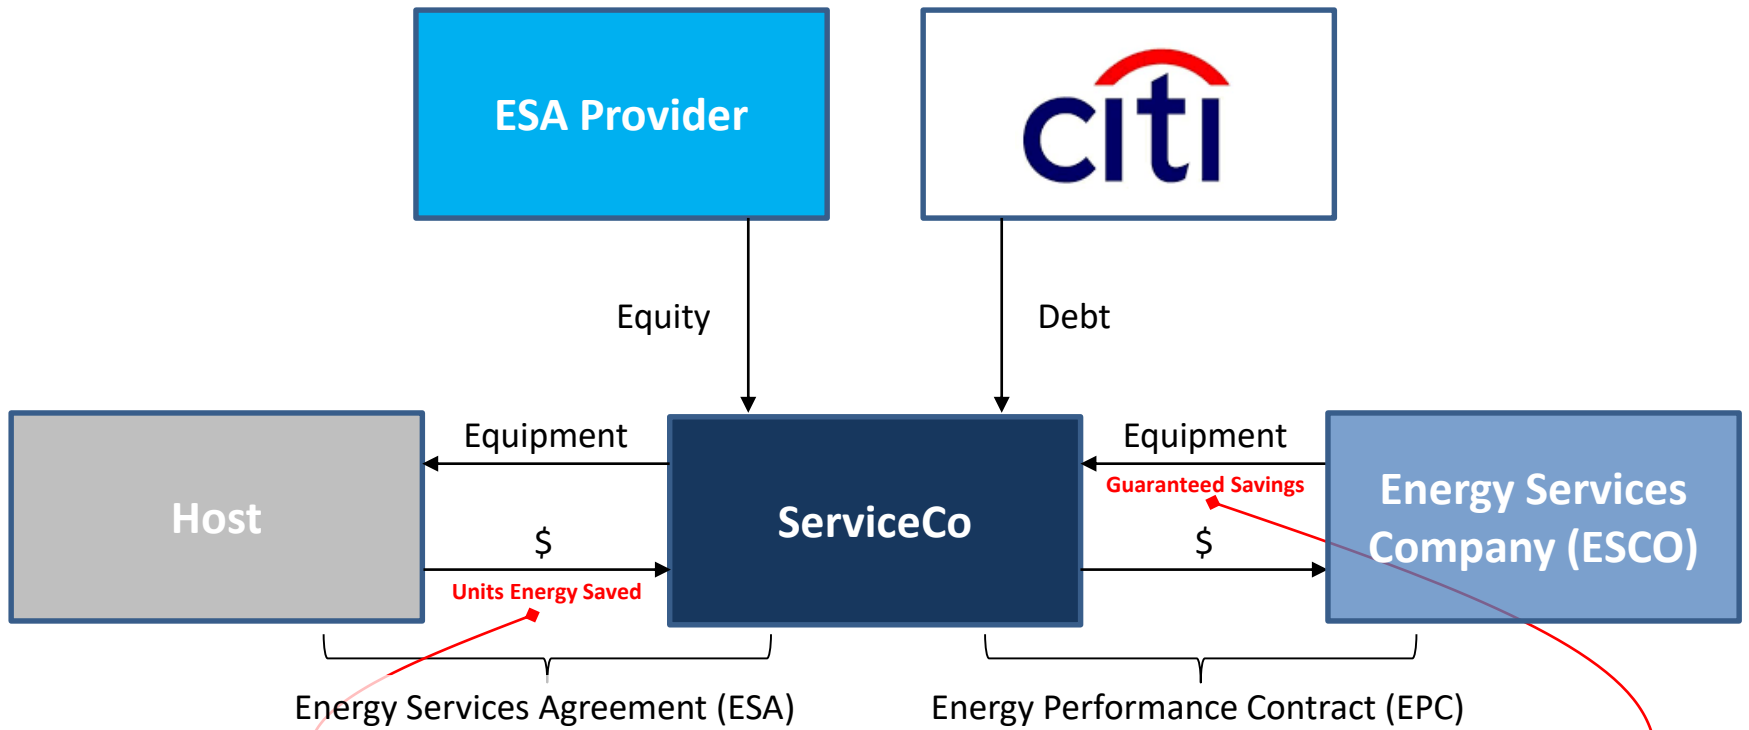 ESA Provider
citi
Equity
Debt
Equipment
Equipment
Guaranteed Savings
Host
ServiceCo
Energy Services
Company (ESCO)
$
$
Units Energy Saved
Energy Services Agreement (ESA)
Energy Performance Contract (EPC)